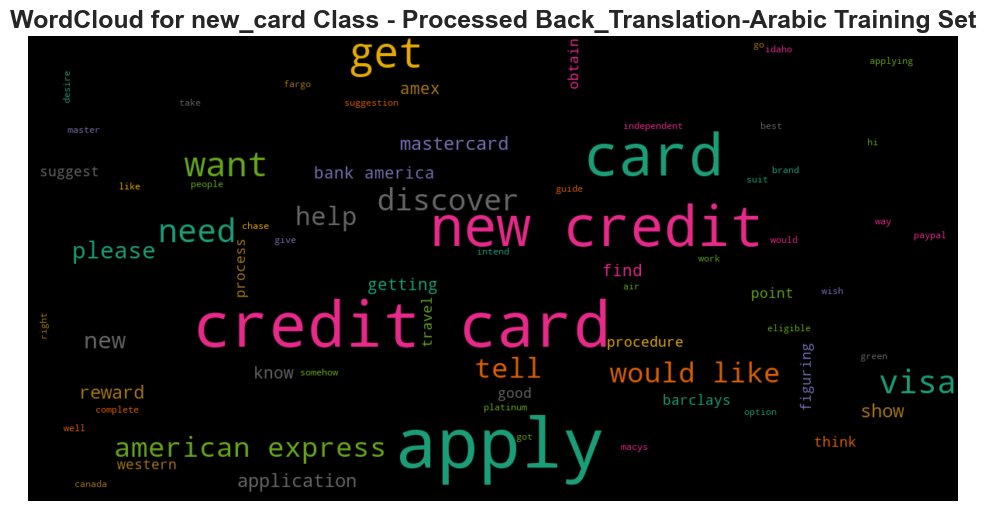 WordCloud for new_card Class - Processed Back_Translation-Arabic Training Set
get
obtain
go
idaho
applying
desire
fargo
amex
take
suggestion
master
independent
best
mastercard
card
hi
suggest
want
bank america
brand
like
people
suit
guide
discover
help
new credit
need
chase
way
please
give
would
paypal
intend
process
find
work
getting
air
point
wish
travel
right
credit card
eligible
new
procedure
figuring
green
know
somehow
tell
would like
visa
reward
good
barclays
complete
platinum
option
show
well
apply
american express
got
macys
think
western
application
canada